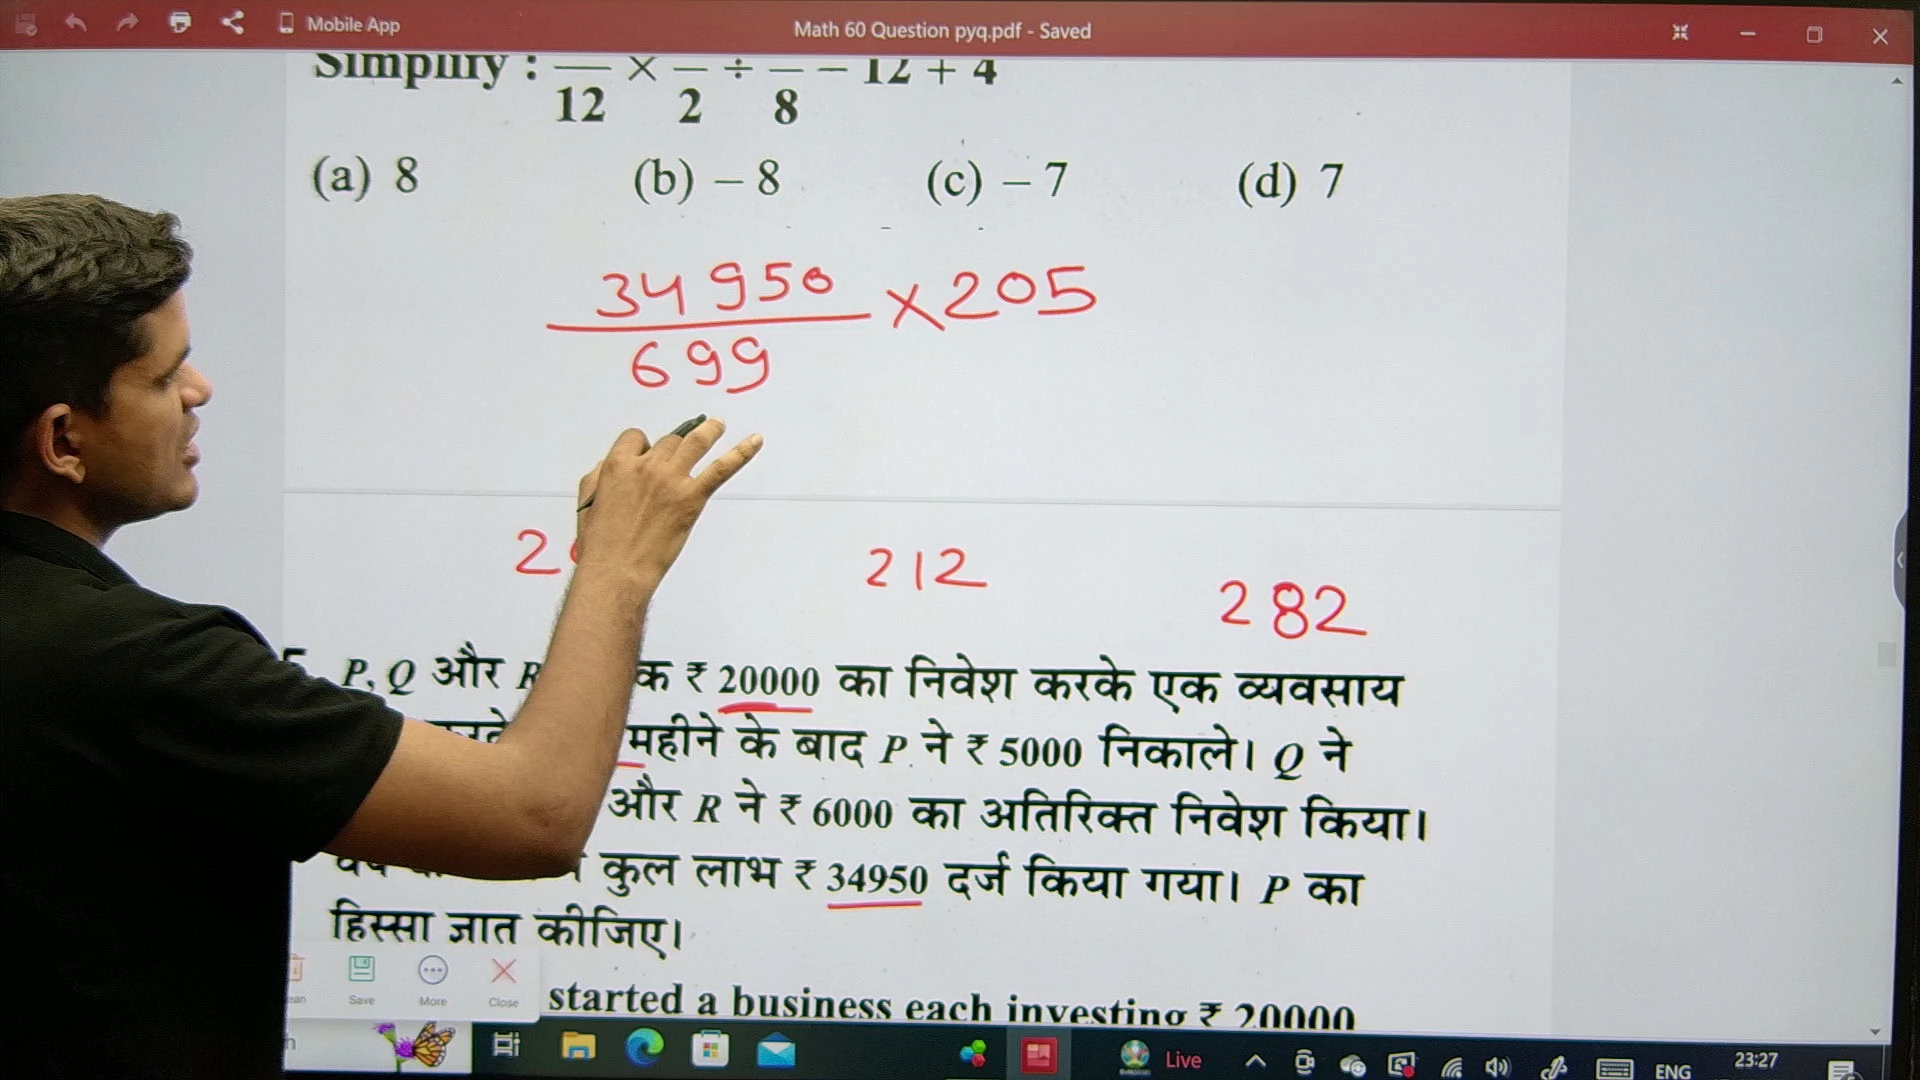 Mobile App
Math 60 Question pyq.pdf - Saved
Simplify : — × — ÷ — – 12 + 4
12 2 8
(a) 8 (b) – 8 (c) – 7 (d) 7
34950 × 205
699
2 212 282
P, Q और R क ₹ 20000 का निवेश करके एक व्यवसाय
महीने के बाद P ने ₹ 5000 निकाले। Q ने
और R ने ₹ 6000 का अतिरिक्त निवेश किया।
कुल लाभ ₹ 34950 दर्ज किया गया। P का
हिस्सा ज्ञात कीजिए।
Save More Close
started a business each investing ₹ 20000
Live ENG 23:27